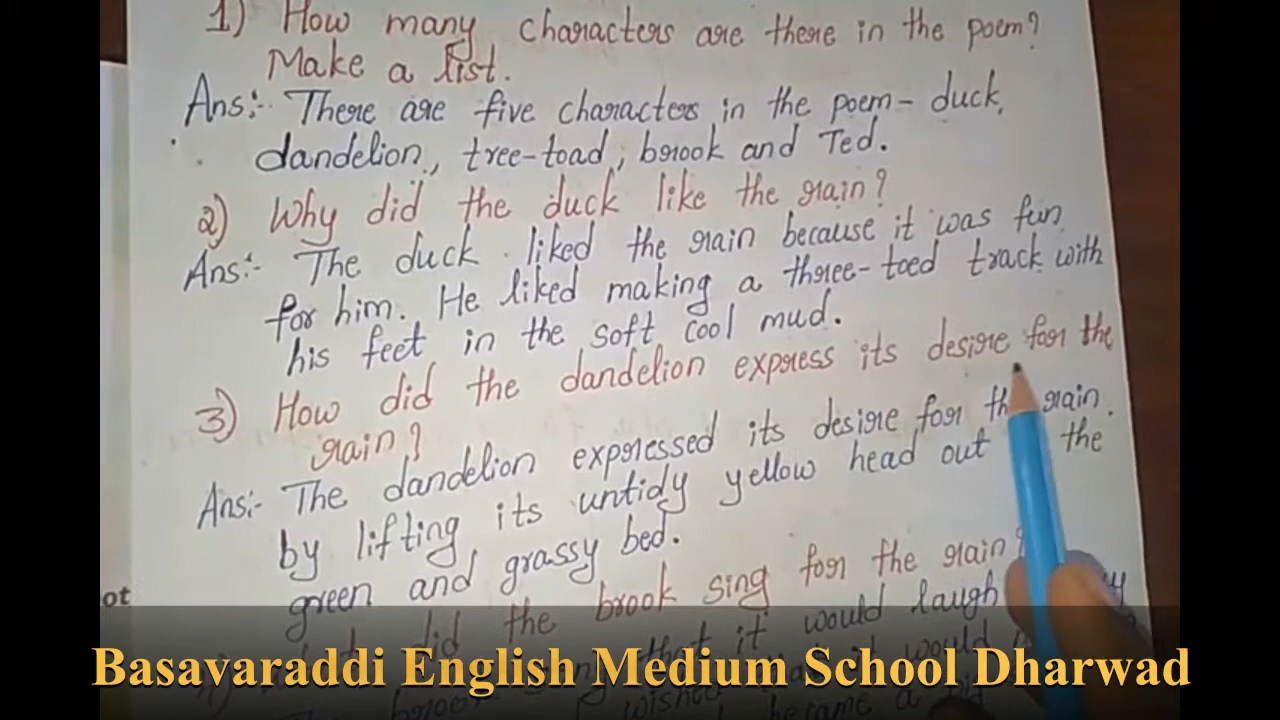 1) How many characters are there in the poem?
Make a list.
Ans:- There are five characters in the poem- duck,
dandelion, tree-toad, brook and Ted.
2) Why did the duck like the rain?
Ans:- The duck liked the rain because it was fun
for him. He liked making a three-toed track with
his feet in the soft cool mud.
3) How did the dandelion express its desire for the
rain?
Ans:- The dandelion expressed its desire for the rain.
by lifting its untidy yellow head out the
green and grassy bed.
did the brook sing for the rain?
that it would laugh
ot
Basavaraddi English Medium School Dharwad
would
became a